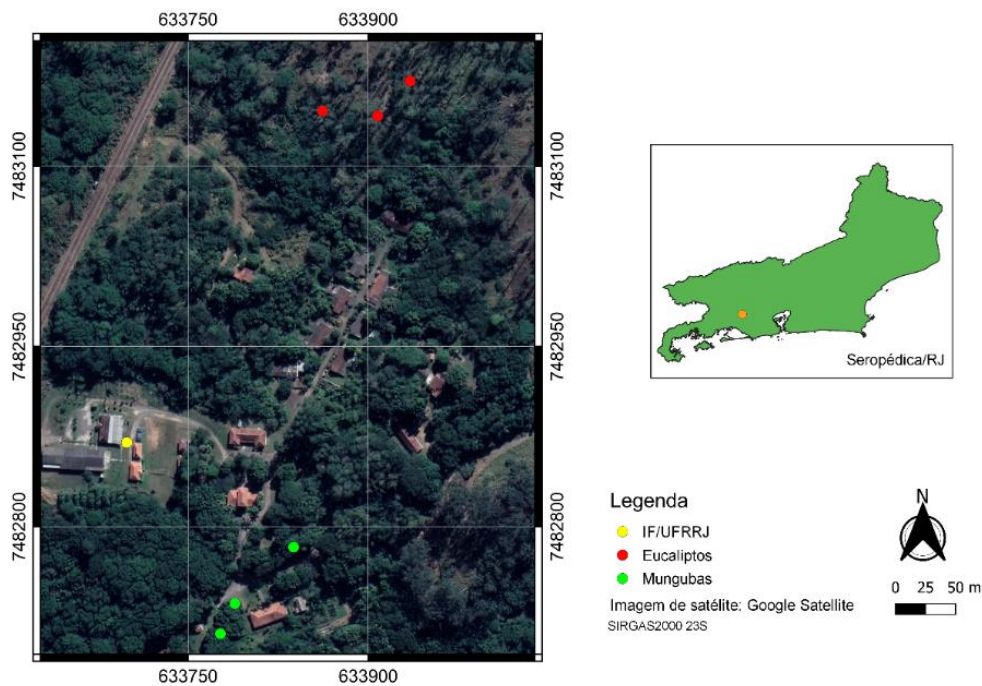 633750
633900
7483100
7483100
7482950
7482950
7482800
7482800
633750
633900
Seropédica/RJ
Legenda
IF/UFRRJ
Eucaliptos
Mungubas
Imagem de satélite: Google Satellite
SIRGAS2000 23S
N
0 25 50 m